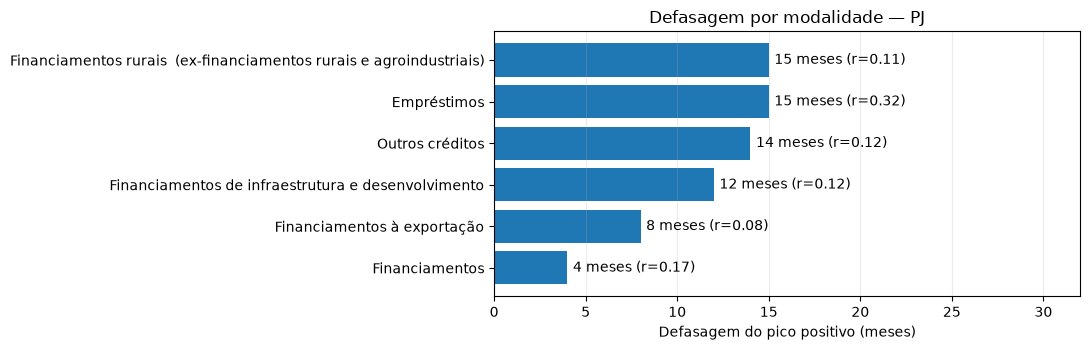 Defasagem por modalidade — PJ
Financiamentos rurais  (ex-financiamentos rurais e agroindustriais)
15 meses (r=0.11)
Empréstimos
15 meses (r=0.32)
Outros créditos
14 meses (r=0.12)
Financiamentos de infraestrutura e desenvolvimento
12 meses (r=0.12)
Financiamentos à exportação
8 meses (r=0.08)
Financiamentos
4 meses (r=0.17)
0 5 10 15 20 25 30
Defasagem do pico positivo (meses)